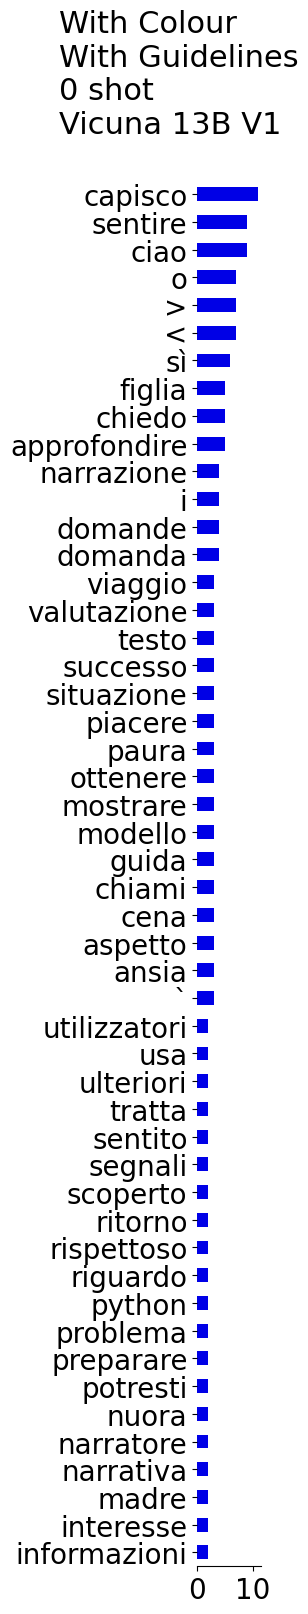 With Colour
With Guidelines
0 shot
Vicuna 13B V1
capisco
sentire
ciao
o
>
<
sì
figlia
chiedo
approfondire
narrazione
i
domande
domanda
viaggio
valutazione
testo
successo
situazione
piacere
paura
ottenere
mostrare
modello
guida
chiami
cena
aspetto
ansia
`
utilizzatori
usa
ulteriori
tratta
sentito
segnali
scoperto
ritorno
rispettoso
riguardo
python
problema
preparare
potresti
nuora
narratore
narrativa
madre
interesse
informazioni
0 10